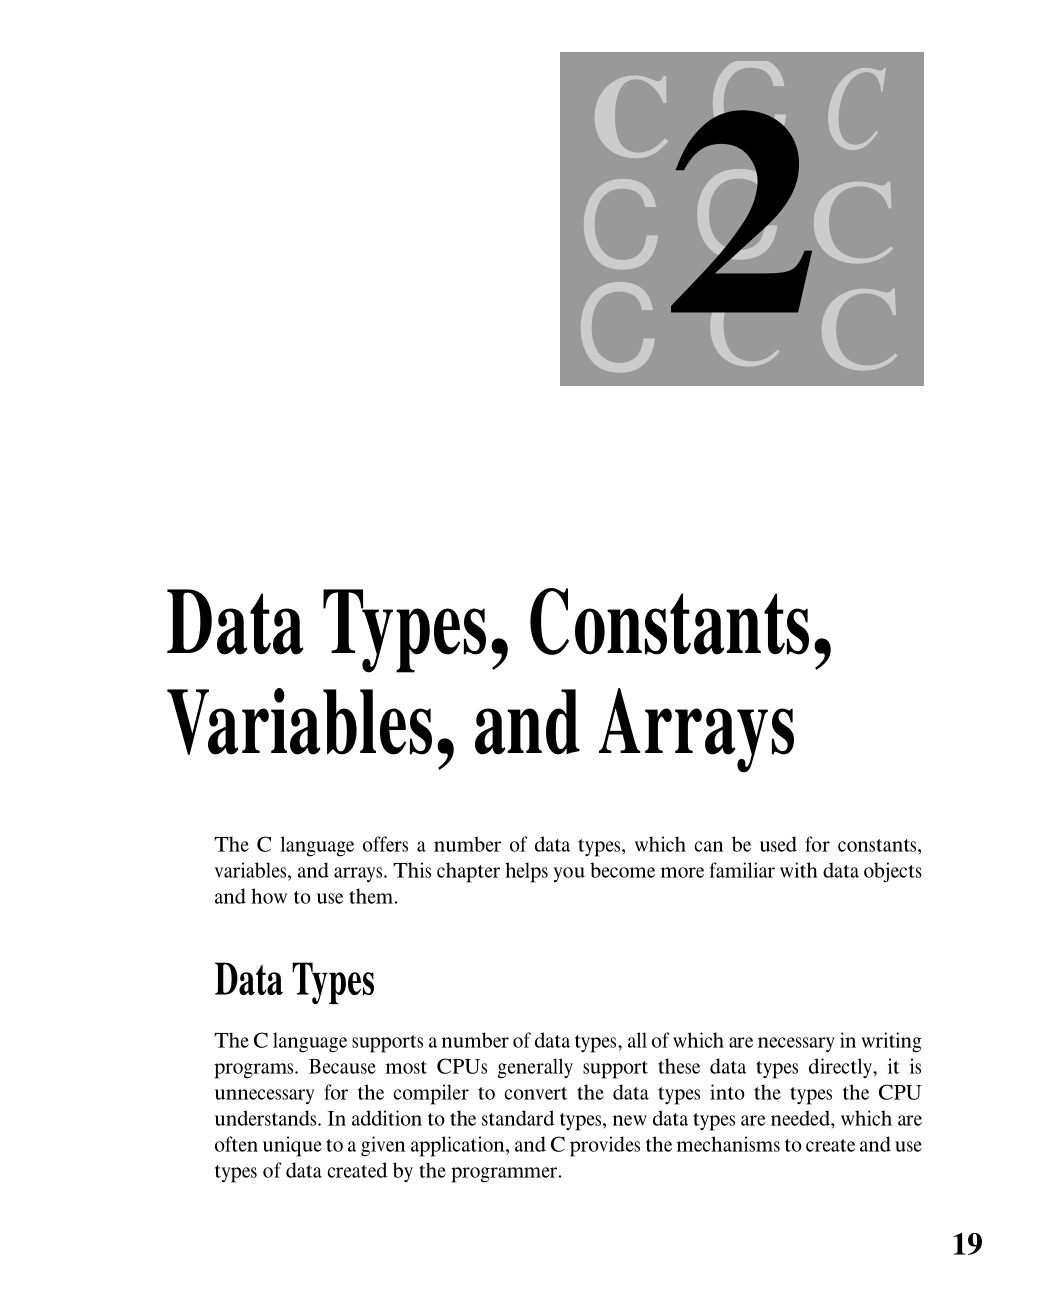 C C C
2
C C C
C C C
Data Types, Constants,
Variables, and Arrays
The C language offers a number of data types, which can be used for constants,
variables, and arrays. This chapter helps you become more familiar with data objects
and how to use them.
Data Types
The C language supports a number of data types, all of which are necessary in writing
programs. Because most CPUs generally support these data types directly, it is
unnecessary for the compiler to convert the data types into the types the CPU
understands. In addition to the standard types, new data types are needed, which are
often unique to a given application, and C provides the mechanisms to create and use
types of data created by the programmer.
19